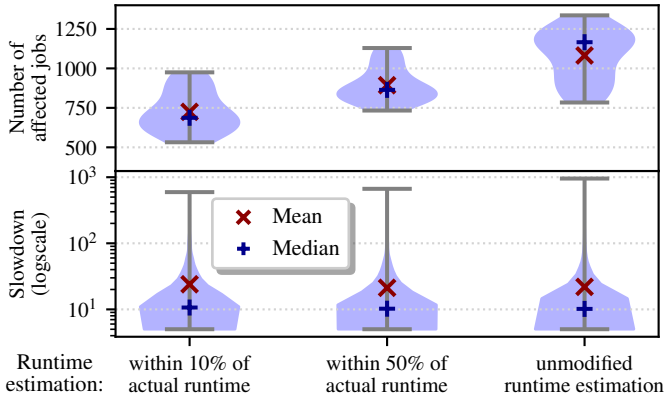 Number of
affected jobs
1250
1000
750
500
Slowdown
(logscale)
10³
10²
10¹
Mean
Median
Runtime
estimation:
within 10% of
actual runtime
within 50% of
actual runtime
unmodified
runtime estimation